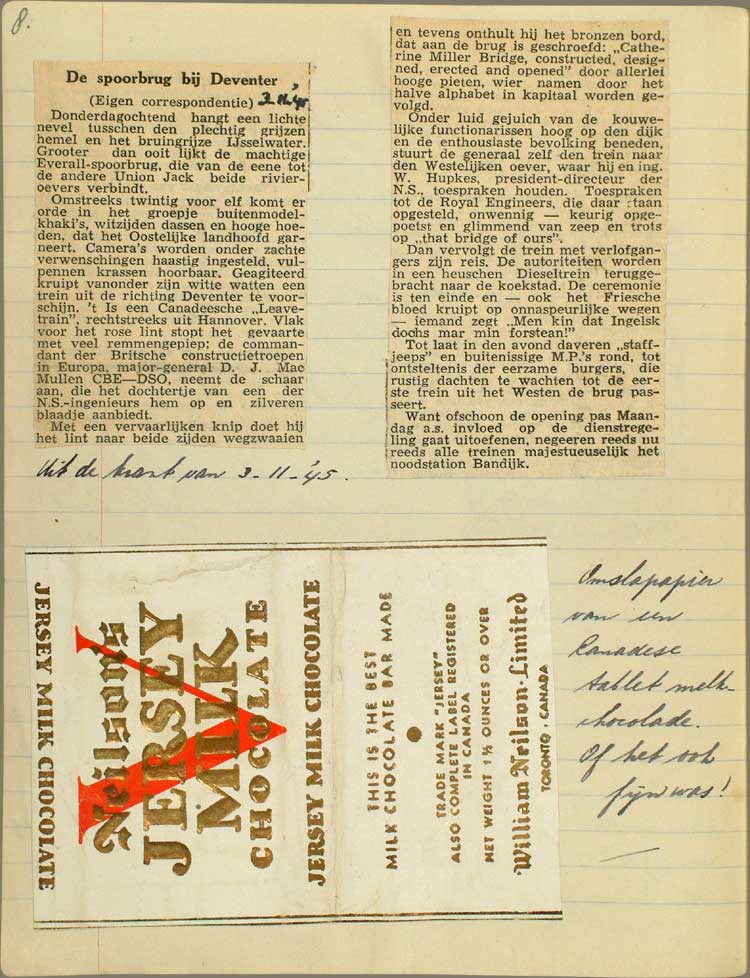 8.
De spoorbrug bij Deventer
(Eigen correspondentie) 3.11.'45
Donderdagochtend hangt een lichte
nevel tusschen den plechtig grijzen
hemel en het bruingrijze IJsselwater.
Grooter dan ooit lijkt de machtige
Everall-spoorbrug, die van de eene tot
de andere Union Jack beide rivier-
oevers verbindt.
Omstreeks twintig voor elf komt er
orde in het groepje buitenmodel-
khaki's, witzijden dassen en hooge hoe-
den, dat het Oostelijke landhoofd gar-
neert. Camera's worden onder zachte
verwenschingen haastig ingesteld, vul-
pennen krassen hoorbaar. Geagiteerd
kruipt vanonder zijn witte watten een
trein uit de richting Deventer te voor-
schijn. 't Is een Canadeesche „Leave-
train", rechtstreeks uit Hannover. Vlak
voor het rose lint stopt het gevaarte
met veel remmengepiep: de comman-
dant der Britsche constructietroepen
in Europa, major-general D. J. Mac
Mullen CBE—DSO, neemt de schaar
aan, die het dochtertje van een der
N.S.-ingenieurs hem op en zilveren
blaadje aanbiedt.
Met een vervaarlijken knip doet hij
het lint naar beide zijden wegzwaaien
en tevens onthult hij het bronzen bord,
dat aan de brug is geschroefd: „Cathe-
rine Miller Bridge, constructed, desig-
ned, erected and opened" door allerlei
hooge pieten, wier namen door het
halve alphabet in kapitaal worden ge-
volgd.
Onder luid gejuich van de kouwe-
lijke functionarissen hoog op den dijk
en de enthousiaste bevolking beneden,
stuurt de generaal zelf den trein naar
den Westelijken oever, waar hij en ing.
W. Hupkes, president-directeur der
N.S., toespraken houden. Toespraken
tot de Royal Engineers, die daar staan
opgesteld, onwennig — keurig opge-
poetst en glimmend van zeep en trots
op „that bridge of ours".
Dan vervolgt de trein met verlofgan-
gers zijn reis. De autoriteiten worden
in een heuschen Dieseltrein terugge-
bracht naar de koekstad. De ceremonie
is ten einde en — ook het Friesche
bloed kruipt op onnaspeurlijke wegen
— iemand zegt „Men kin dat Ingelsk
dochs mar min forstean!"
Tot laat in den avond daveren „staff-
jeeps" en buitenissige M.P.'s rond, tot
ontsteltenis der eerzame burgers, die
rustig dachten te wachten tot de eer-
ste trein uit het Westen de brug pas-
seert.
Want ofschoon de opening pas Maan-
dag a.s. invloed op de dienstrege-
ling gaat uitoefenen, negeeren reeds nu
reeds alle treinen majestueuselijk het
noodstation Bandijk.
Uit de krant van 3-11-'45.
JERSEY MILK CHOCOLATE
Neilson's
JERSEY
MILK
CHOCOLATE
JERSEY MILK CHOCOLATE
THIS IS THE BEST
MILK CHOCOLATE BAR MADE
TRADE MARK "JERSEY"
ALSO COMPLETE LABEL REGISTERED
IN CANADA
NET WEIGHT 1½ OUNCES OR OVER
William Neilson·Limited
TORONTO, CANADA
Omslapapier
van een
Canadese
tablet melk-
chocolade.
Of het ook
fijn was!